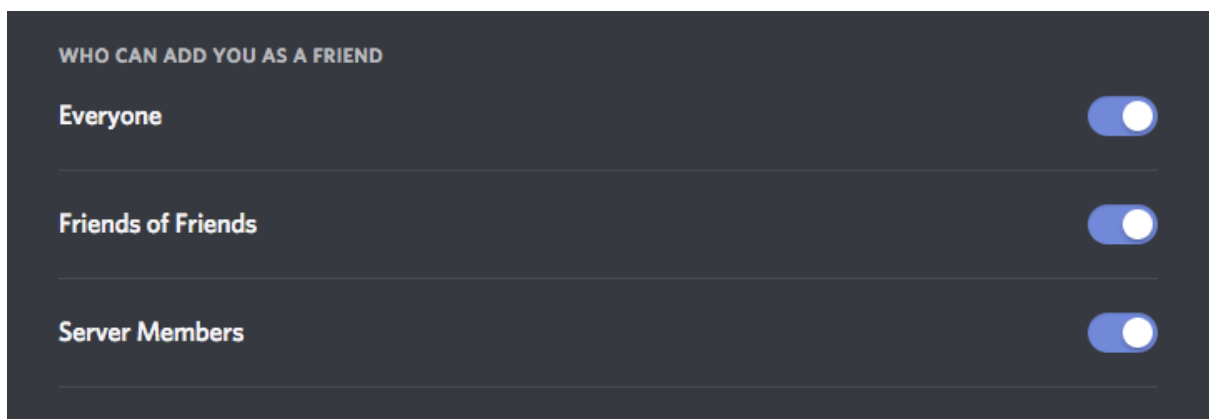 WHO CAN ADD YOU AS A FRIEND
Everyone
Friends of Friends
Server Members